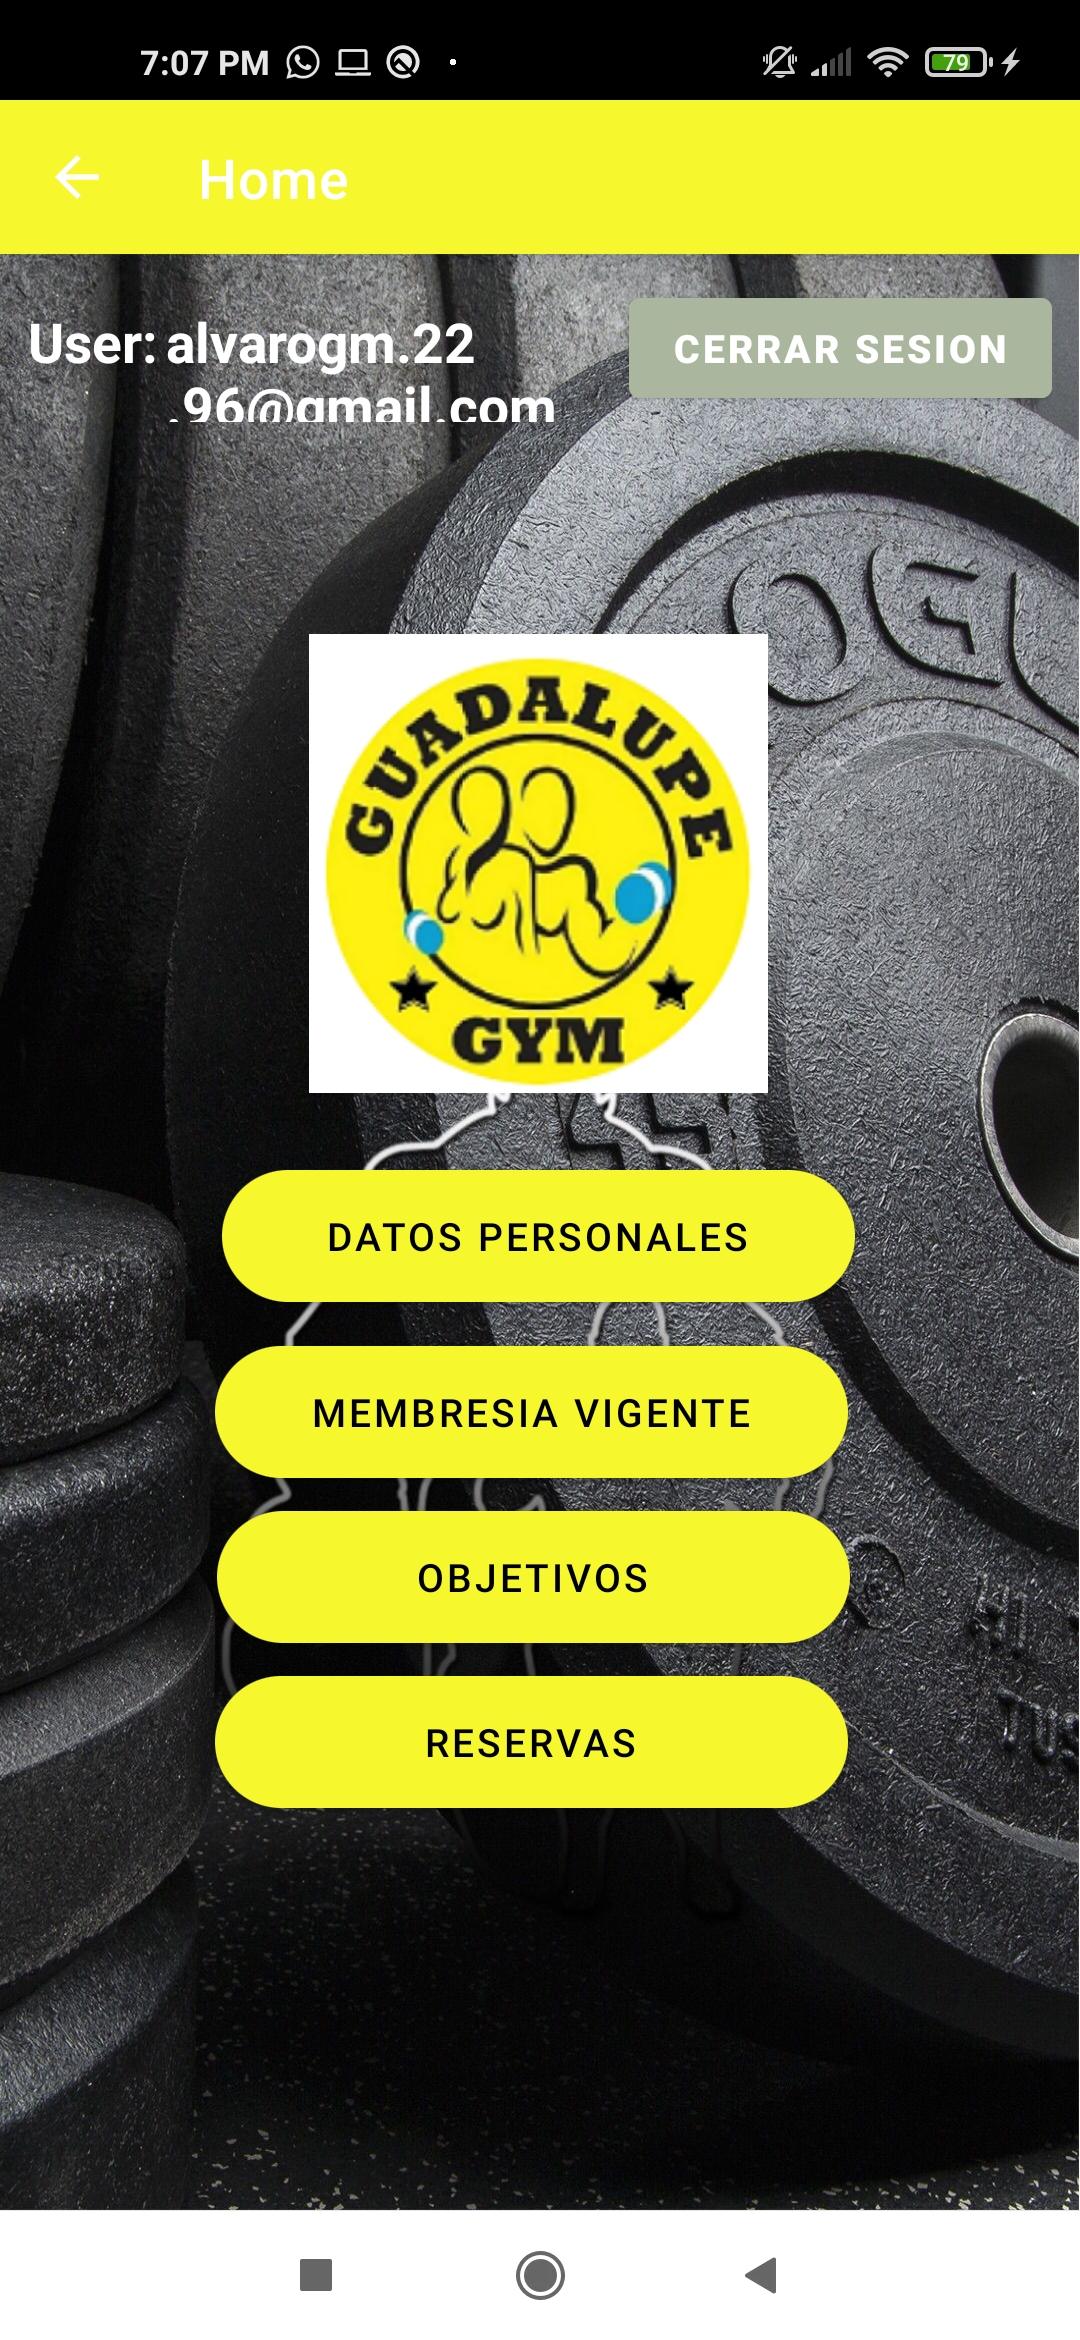 7:07 PM
79
Home
User: alvarogm.22
.96@gmail.com
CERRAR SESION
GUADALUPE
GYM
DATOS PERSONALES
MEMBRESIA VIGENTE
OBJETIVOS
RESERVAS